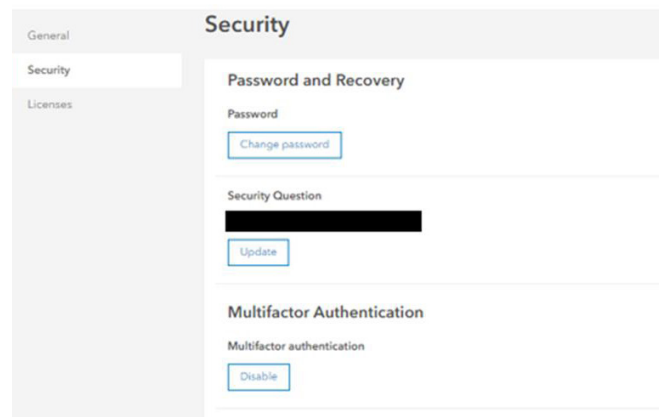 Security
General
Security
Licenses
Password and Recovery
Password
Change password
Security Question
Update
Multifactor Authentication
Multifactor authentication
Disable